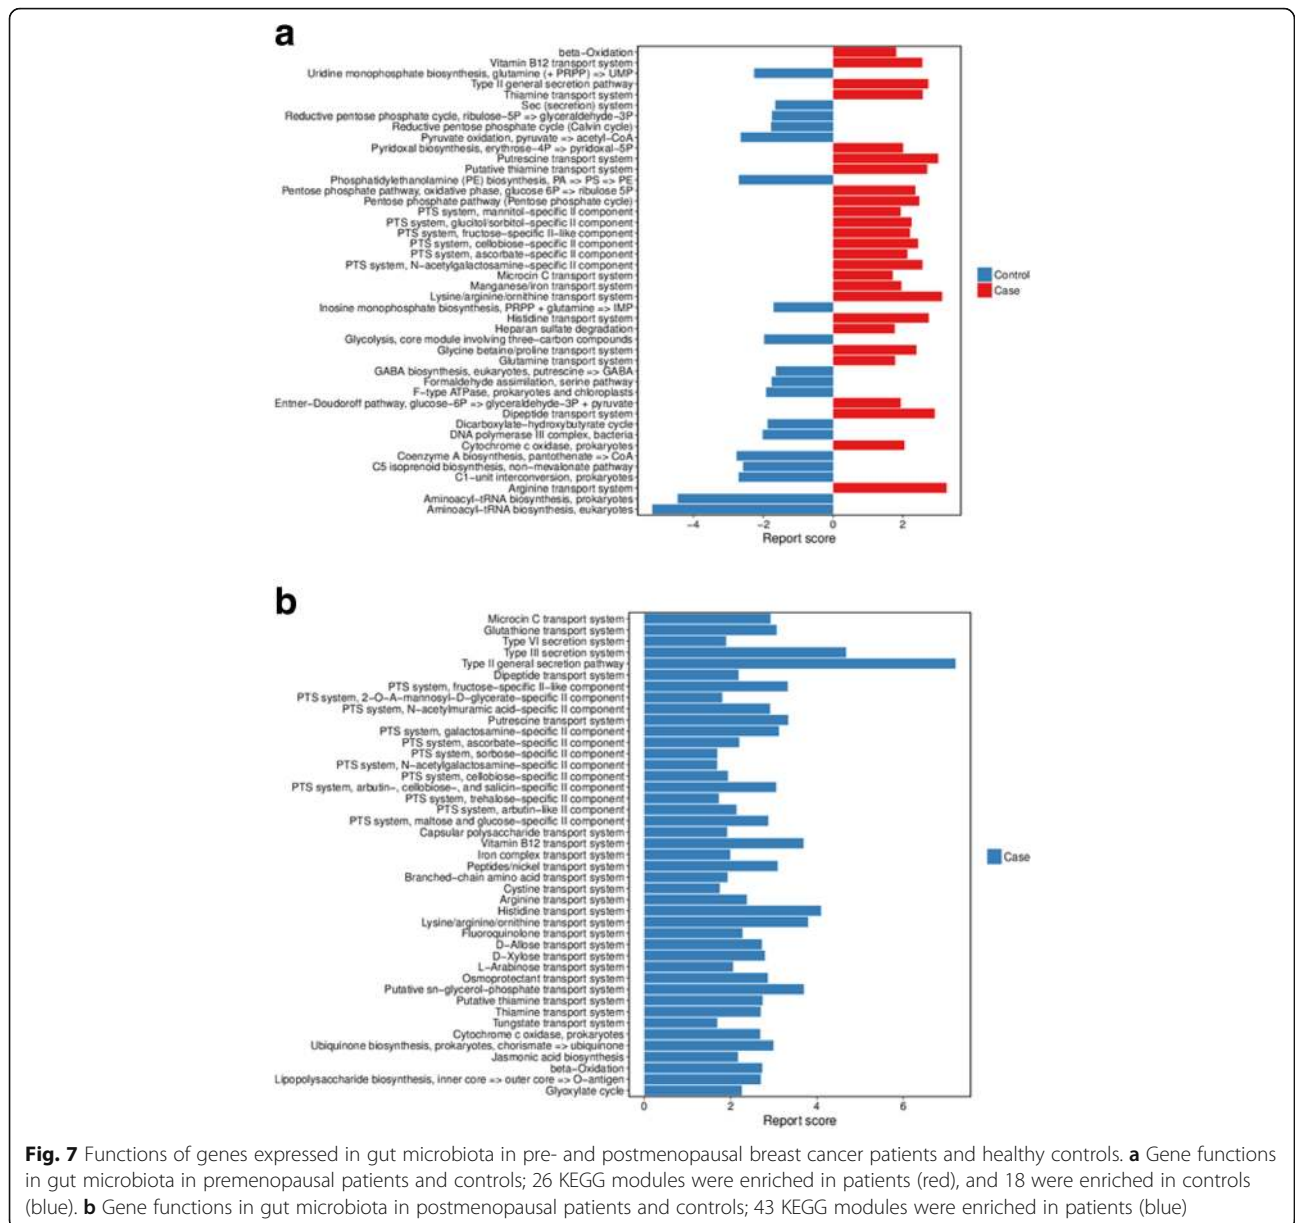 a
beta-Oxidation
Vitamin B12 transport system
Uridine monophosphate biosynthesis, glutamine (+ PRPP) => UMP
Type II general secretion pathway
Thiamine transport system
Sec (secretion) system
Reductive pentose phosphate cycle, ribulose-5P => glyceraldehyde-3P
Reductive pentose phosphate cycle (Calvin cycle)
Pyruvate oxidation, pyruvate => acetyl-CoA
Pyridoxal biosynthesis, erythrose-4P => pyridoxal-5P
Putrescine transport system
Putative thiamine transport system
Phosphatidylethanolamine (PE) biosynthesis, PA => PS => PE
Pentose phosphate pathway, oxidative phase, glucose 6P => ribulose 5P
Pentose phosphate pathway (Pentose phosphate cycle)
PTS system, mannitol-specific II component
PTS system, glucitol/sorbitol-specific II component
PTS system, fructose-specific II-like component
PTS system, cellobiose-specific II component
PTS system, ascorbate-specific II component
PTS system, N-acetylgalactosamine-specific II component
Microcin C transport system
Manganese/iron transport system
Lysine/arginine/ornithine transport system
Inosine monophosphate biosynthesis, PRPP + glutamine => IMP
Histidine transport system
Heparan sulfate degradation
Glycolysis, core module involving three-carbon compounds
Glycine betaine/proline transport system
Glutamine transport system
GABA biosynthesis, eukaryotes, putrescine => GABA
Formaldehyde assimilation, serine pathway
F-type ATPase, prokaryotes and chloroplasts
Entner-Doudoroff pathway, glucose-6P => glyceraldehyde-3P + pyruvate
Dipeptide transport system
Dicarboxylate-hydroxybutyrate cycle
DNA polymerase III complex, bacteria
Cytochrome c oxidase, prokaryotes
Coenzyme A biosynthesis, pantothenate => CoA
C5 isoprenoid biosynthesis, non-mevalonate pathway
C1-unit interconversion, prokaryotes
Arginine transport system
Aminoacyl-tRNA biosynthesis, prokaryotes
Aminoacyl-tRNA biosynthesis, eukaryotes
-4 -2 0 2
Report score
Control
Case
b
Microcin C transport system
Glutathione transport system
Type VI secretion system
Type III secretion system
Type II general secretion pathway
Dipeptide transport system
PTS system, fructose-specific II-like component
PTS system, 2-O-A-mannosyl-D-glycerate-specific II component
PTS system, N-acetylmuramic acid-specific II component
Putrescine transport system
PTS system, galactosamine-specific II component
PTS system, ascorbate-specific II component
PTS system, sorbose-specific II component
PTS system, N-acetylgalactosamine-specific II component
PTS system, cellobiose-specific II component
PTS system, arbutin-, cellobiose-, and salicin-specific II component
PTS system, trehalose-specific II component
PTS system, arbutin-like II component
PTS system, maltose and glucose-specific II component
Capsular polysaccharide transport system
Vitamin B12 transport system
Iron complex transport system
Peptides/nickel transport system
Branched-chain amino acid transport system
Cystine transport system
Arginine transport system
Histidine transport system
Lysine/arginine/ornithine transport system
Fluoroquinolone transport system
D-Allose transport system
D-Xylose transport system
L-Arabinose transport system
Osmoprotectant transport system
Putative sn-glycerol-phosphate transport system
Putative thiamine transport system
Thiamine transport system
Tungstate transport system
Cytochrome c oxidase, prokaryotes
Ubiquinone biosynthesis, prokaryotes, chorismate => ubiquinone
Jasmonic acid biosynthesis
beta-Oxidation
Lipopolysaccharide biosynthesis, inner core => outer core => O-antigen
Glyoxylate cycle
0 2 4 6
Report score
Case
Fig. 7 Functions of genes expressed in gut microbiota in pre- and postmenopausal breast cancer patients and healthy controls. a Gene functions
in gut microbiota in premenopausal patients and controls; 26 KEGG modules were enriched in patients (red), and 18 were enriched in controls
(blue). b Gene functions in gut microbiota in postmenopausal patients and controls; 43 KEGG modules were enriched in patients (blue)